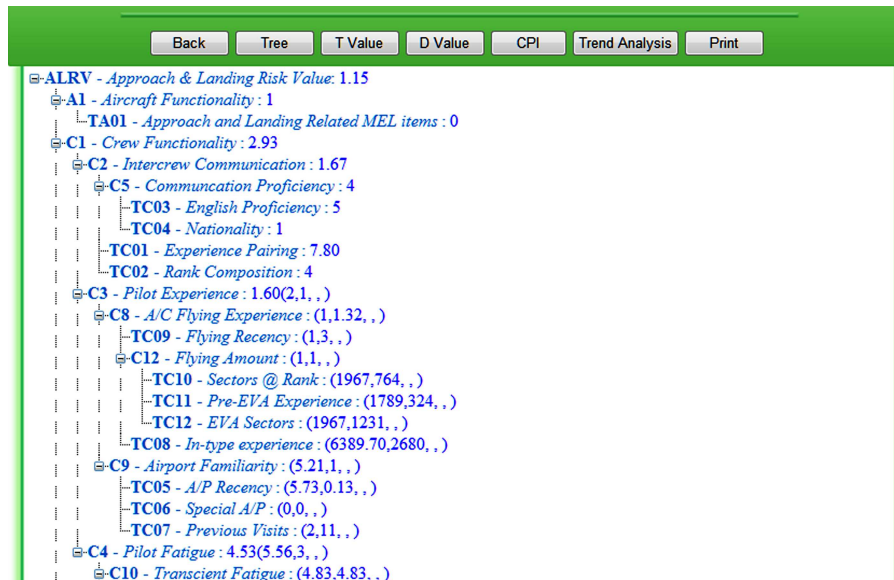 Back Tree T Value D Value CPI Trend Analysis Print
ALRV - Approach & Landing Risk Value: 1.15
A1 - Aircraft Functionality : 1
TA01 - Approach and Landing Related MEL items : 0
C1 - Crew Functionality : 2.93
C2 - Intercrew Communication : 1.67
C5 - Communcation Proficiency : 4
TC03 - English Proficiency : 5
TC04 - Nationality : 1
TC01 - Experience Pairing : 7.80
TC02 - Rank Composition : 4
C3 - Pilot Experience : 1.60(2,1, , )
C8 - A/C Flying Experience : (1,1.32, , )
TC09 - Flying Recency : (1,3, , )
C12 - Flying Amount : (1,1, , )
TC10 - Sectors @ Rank : (1967,764, , )
TC11 - Pre-EVA Experience : (1789,324, , )
TC12 - EVA Sectors : (1967,1231, , )
TC08 - In-type experience : (6389.70,2680, , )
C9 - Airport Familiarity : (5.21,1, , )
TC05 - A/P Recency : (5.73,0.13, , )
TC06 - Special A/P : (0,0, , )
TC07 - Previous Visits : (2,11, , )
C4 - Pilot Fatigue : 4.53(5.56,3, , )
C10 - Transcient Fatigue : (4.83,4.83, , )